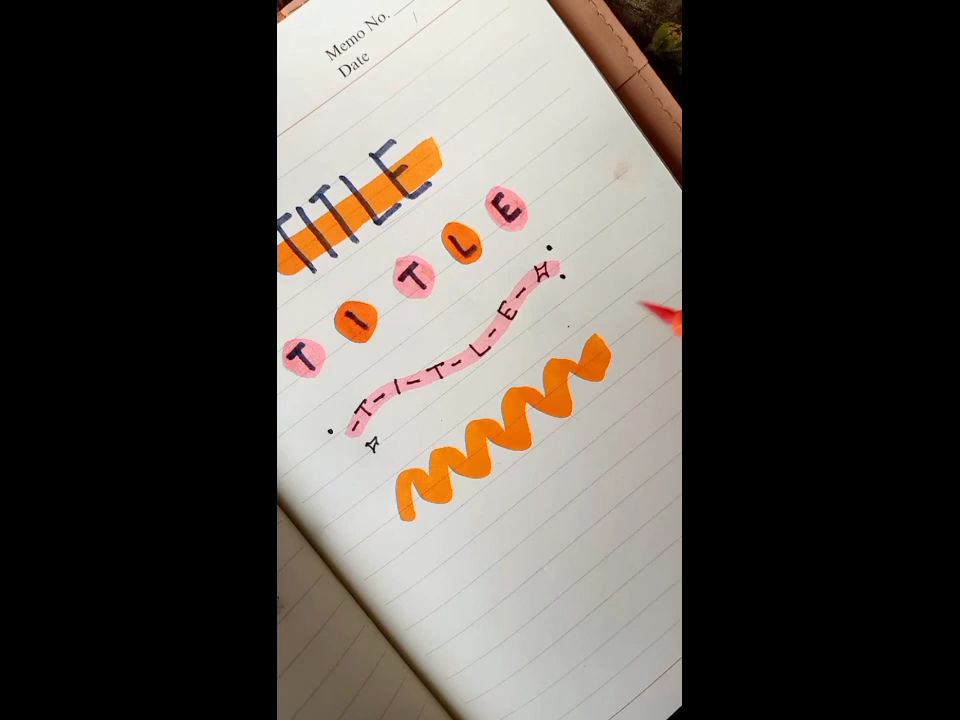 Memo No.
Date
TITLE
TITLE
-T-I-T-L-E-